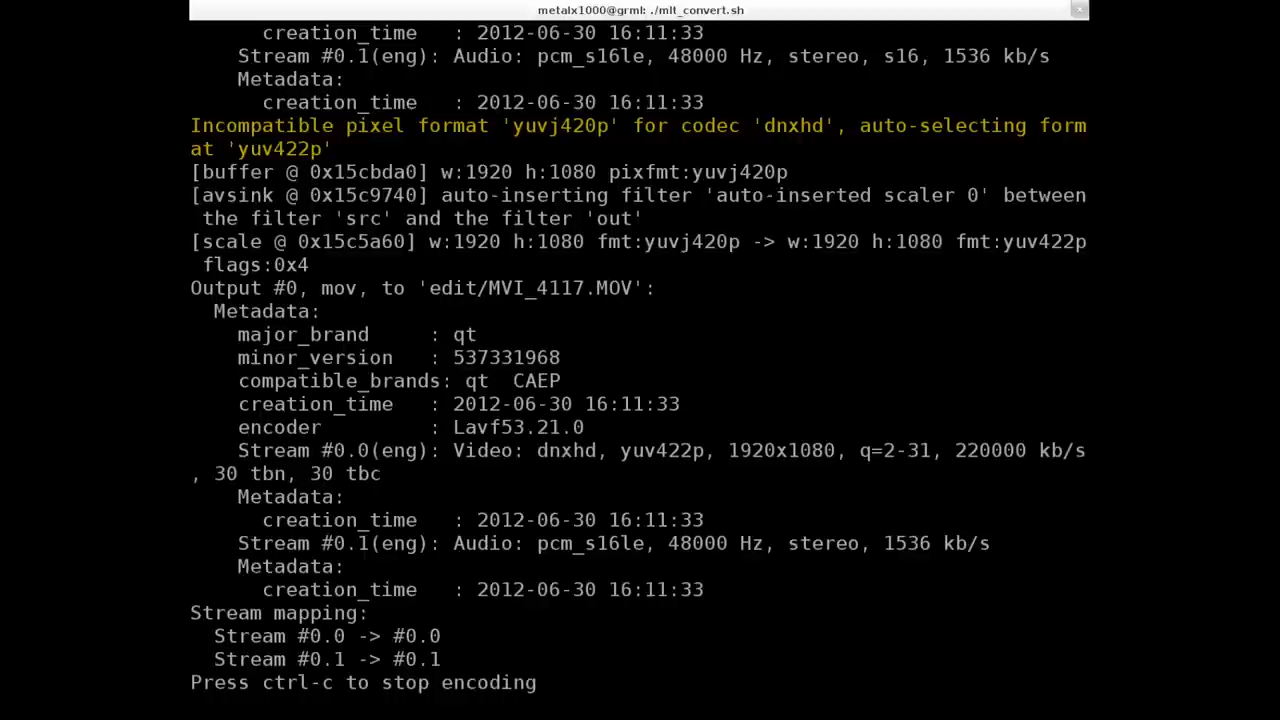 metalx1000@grml: ./mlt_convert.sh
creation_time   : 2012-06-30 16:11:33
Stream #0.1(eng): Audio: pcm_s16le, 48000 Hz, stereo, s16, 1536 kb/s
Metadata:
creation_time   : 2012-06-30 16:11:33
Incompatible pixel format 'yuvj420p' for codec 'dnxhd', auto-selecting form
at 'yuv422p'
[buffer @ 0x15cbda0] w:1920 h:1080 pixfmt:yuvj420p
[avsink @ 0x15c9740] auto-inserting filter 'auto-inserted scaler 0' between
the filter 'src' and the filter 'out'
[scale @ 0x15c5a60] w:1920 h:1080 fmt:yuvj420p -> w:1920 h:1080 fmt:yuv422p
flags:0x4
Output #0, mov, to 'edit/MVI_4117.MOV':
Metadata:
major_brand     : qt
minor_version   : 537331968
compatible_brands: qt  CAEP
creation_time   : 2012-06-30 16:11:33
encoder         : Lavf53.21.0
Stream #0.0(eng): Video: dnxhd, yuv422p, 1920x1080, q=2-31, 220000 kb/s
, 30 tbn, 30 tbc
Metadata:
creation_time   : 2012-06-30 16:11:33
Stream #0.1(eng): Audio: pcm_s16le, 48000 Hz, stereo, 1536 kb/s
Metadata:
creation_time   : 2012-06-30 16:11:33
Stream mapping:
Stream #0.0 -> #0.0
Stream #0.1 -> #0.1
Press ctrl-c to stop encoding